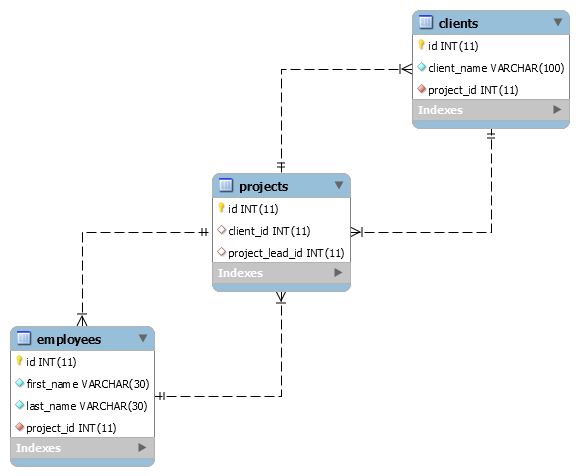 clients
id INT(11)
client_name VARCHAR(100)
project_id INT(11)
Indexes
projects
id INT(11)
client_id INT(11)
project_lead_id INT(11)
Indexes
employees
id INT(11)
first_name VARCHAR(30)
last_name VARCHAR(30)
project_id INT(11)
Indexes